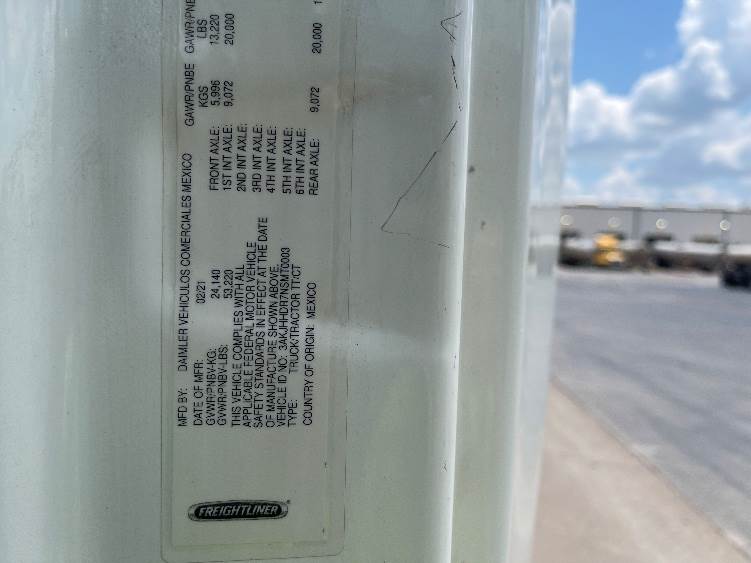 MFD BY: DAIMLER VEHICULOS COMERCIALES MEXICO
DATE OF MFR: 02/21
GVWR/PNBV-KG: 24,140
GVWR/PNBV-LBS: 53,220
THIS VEHICLE COMPLIES WITH ALL
APPLICABLE FEDERAL MOTOR VEHICLE
SAFETY STANDARDS IN EFFECT AT THE DATE
OF MANUFACTURE SHOWN ABOVE.
VEHICLE ID NO: 3AKJHHDR7NSMT0003
TYPE: TRUCK/TRACTOR TT/CT
COUNTRY OF ORIGIN: MEXICO
GAWR/PNBE GAWR/PNBE
KGS LBS
FRONT AXLE: 5,996 13,220
1ST INT AXLE: 9,072 20,000
2ND INT AXLE:
3RD INT AXLE:
4TH INT AXLE:
5TH INT AXLE:
6TH INT AXLE:
REAR AXLE: 9,072 20,000
FREIGHTLINER